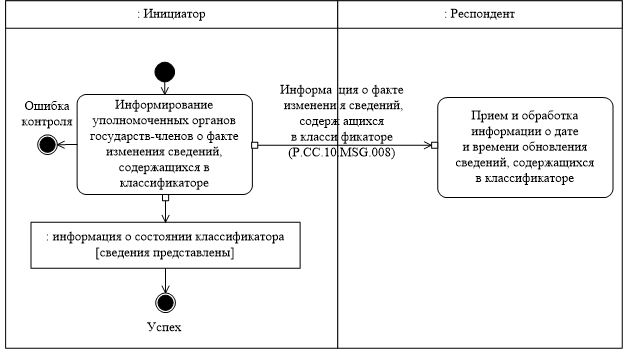 : Инициатор
: Респондент
Ошибка
контроля
Информирование
уполномоченных органов
государств-членов о факте
изменения сведений,
содержащихся в
классификаторе
Информация о факте
изменения сведений,
содержащихся
в классификаторе
(P.CC.10.MSG.008)
Прием и обработка
информации о дате
и времени обновления
сведений, содержащихся
в классификаторе
: информация о состоянии классификатора
[сведения представлены]
Успех